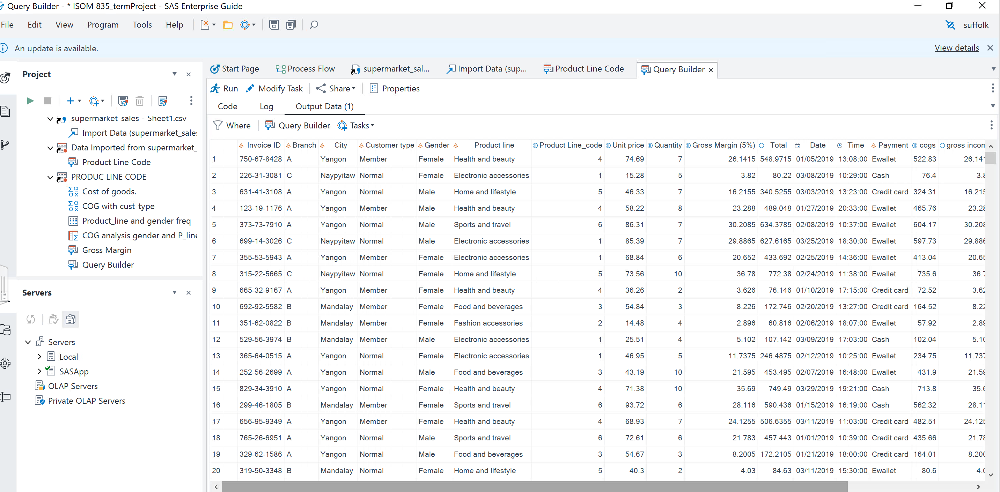 Query Builder - * ISOM 835_termProject - SAS Enterprise Guide
File Edit View Program Tools Help suffolk
An update is available. View details
Project
supermarket_sales - Sheet1.csv
Import Data (supermarket_sales
Data Imported from supermarket_
Product Line Code
PRODUC LINE CODE
Cost of goods.
COG with cust_type
Product_line and gender freq
COG analysis gender and P_line
Gross Margin
Query Builder
Servers
Servers
Local
SASApp
OLAP Servers
Private OLAP Servers
Start Page Process Flow supermarket_sal... Import Data (sup... Product Line Code Query Builder
Run Modify Task Share Properties
Code Log Output Data (1)
Where Query Builder Tasks
Invoice ID Branch City Customer type Gender Product line Product Line_code Unit price Quantity Gross Margin (5%) Total Date Time Payment cogs gross incom
1 750-67-8428 A Yangon Member Female Health and beauty 4 74.69 7 26.1415 548.9715 01/05/2019 13:08:00 Ewallet 522.83 26.141
2 226-31-3081 C Naypyitaw Normal Female Electronic accessories 1 15.28 5 3.82 80.22 03/08/2019 10:29:00 Cash 76.4 3.8
3 631-41-3108 A Yangon Normal Male Home and lifestyle 5 46.33 7 16.2155 340.5255 03/03/2019 13:23:00 Credit card 324.31 16.215
4 123-19-1176 A Yangon Member Male Health and beauty 4 58.22 8 23.288 489.048 01/27/2019 20:33:00 Ewallet 465.76 23.28
5 373-73-7910 A Yangon Normal Male Sports and travel 6 86.31 7 30.2085 634.3785 02/08/2019 10:37:00 Ewallet 604.17 30.208
6 699-14-3026 C Naypyitaw Normal Male Electronic accessories 1 85.39 7 29.8865 627.6165 03/25/2019 18:30:00 Ewallet 597.73 29.886
7 355-53-5943 A Yangon Member Female Electronic accessories 1 68.84 6 20.652 433.692 02/25/2019 14:36:00 Ewallet 413.04 20.65
8 315-22-5665 C Naypyitaw Normal Female Home and lifestyle 5 73.56 10 36.78 772.38 02/24/2019 11:38:00 Ewallet 735.6 36.7
9 665-32-9167 A Yangon Member Female Health and beauty 4 36.26 2 3.626 76.146 01/10/2019 17:15:00 Credit card 72.52 3.62
10 692-92-5582 B Mandalay Member Female Food and beverages 3 54.84 3 8.226 172.746 02/20/2019 13:27:00 Credit card 164.52 8.22
11 351-62-0822 B Mandalay Member Female Fashion accessories 2 14.48 4 2.896 60.816 02/06/2019 18:07:00 Ewallet 57.92 2.89
12 529-56-3974 B Mandalay Member Male Electronic accessories 1 25.51 4 5.102 107.142 03/09/2019 17:03:00 Cash 102.04 5.10
13 365-64-0515 A Yangon Normal Female Electronic accessories 1 46.95 5 11.7375 246.4875 02/12/2019 10:25:00 Ewallet 234.75 11.737
14 252-56-2699 A Yangon Normal Male Food and beverages 3 43.19 10 21.595 453.495 02/07/2019 16:48:00 Ewallet 431.9 21.59
15 829-34-3910 A Yangon Normal Female Health and beauty 4 71.38 10 35.69 749.49 03/29/2019 19:21:00 Cash 713.8 35.6
16 299-46-1805 B Mandalay Member Female Sports and travel 6 93.72 6 28.116 590.436 01/15/2019 16:19:00 Cash 562.32 28.11
17 656-95-9349 A Yangon Member Female Health and beauty 4 68.93 7 24.1255 506.6355 03/11/2019 11:03:00 Credit card 482.51 24.125
18 765-26-6951 A Yangon Normal Male Sports and travel 6 72.61 6 21.783 457.443 01/01/2019 10:39:00 Credit card 435.66 21.78
19 329-62-1586 A Yangon Normal Male Food and beverages 3 54.67 3 8.2005 172.2105 01/21/2019 18:00:00 Credit card 164.01 8.200
20 319-50-3348 B Mandalay Normal Female Home and lifestyle 5 40.3 2 4.03 84.63 03/11/2019 15:30:00 Ewallet 80.6 4.0